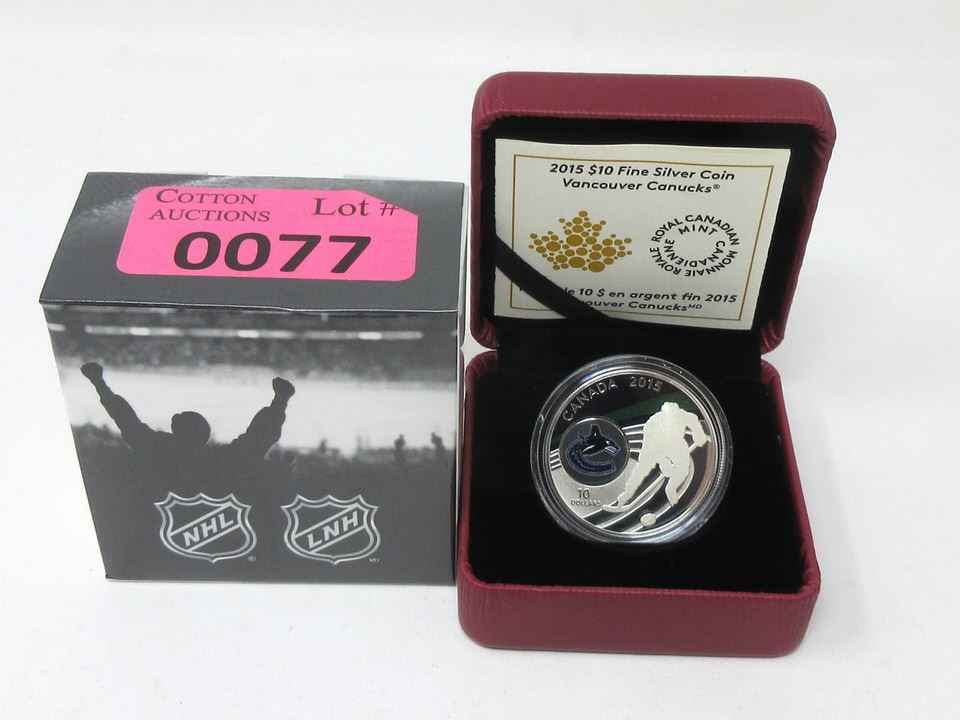 COTTON
AUCTIONS
Lot #
0077
NHL
LNH
2015 $10 Fine Silver Coin
Vancouver Canucks®
ROYAL CANADIAN MINT
MONNAIE ROYALE CANADIENNE
10 $ en argent fin 2015
Canucks MD
CANADA 2015
10
DOLLARS